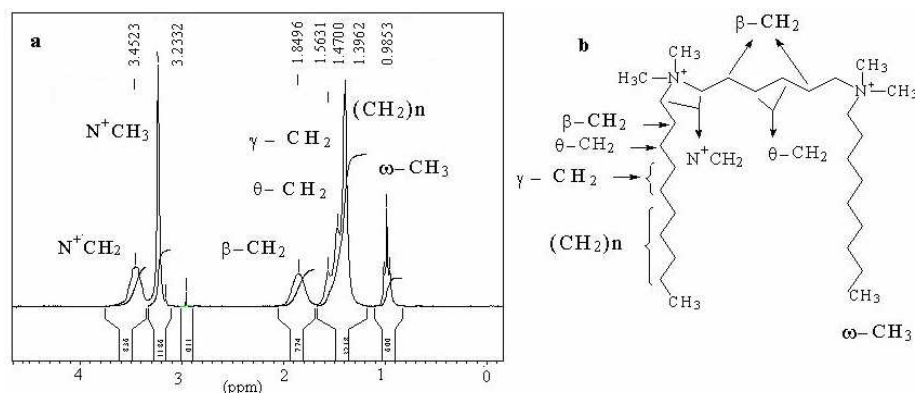 a
3.4523
3.2332
1.8496
1.5631
1.4700
1.3962
0.9853
N⁺CH₃
(CH₂)n
γ – CH₂
θ– CH₂
ω–CH₃
N⁺CH₂
β–CH₂
4 3 2 1 0
(ppm)
b
β–CH₂
CH₃
CH₃
H₃C N⁺
N⁺ CH₃
CH₃
β–CH₂
θ–CH₂
N⁺CH₂
θ–CH₂
γ – CH₂
(CH₂)n
CH₃
CH₃
ω–CH₃